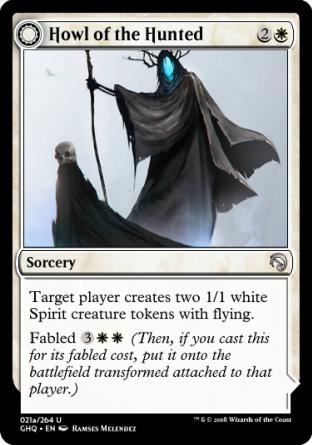 Howl of the Hunted 2
Sorcery
Target player creates two 1/1 white
Spirit creature tokens with flying.
Fabled 3 (Then, if you cast this
for its fabled cost, put it onto the
battlefield transformed attached to that
player.)
021a/264 U
GHQ • EN Ramses Melendez
™ & © 2018 Wizards of the Coast